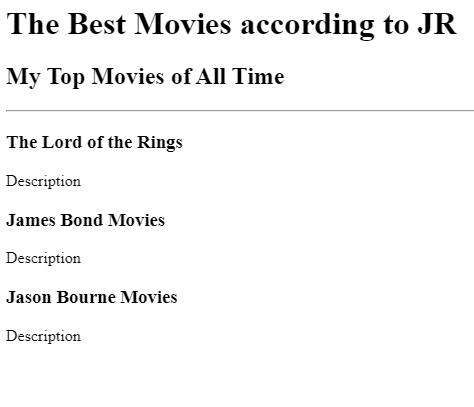 The Best Movies according to JR
My Top Movies of All Time
The Lord of the Rings
Description
James Bond Movies
Description
Jason Bourne Movies
Description